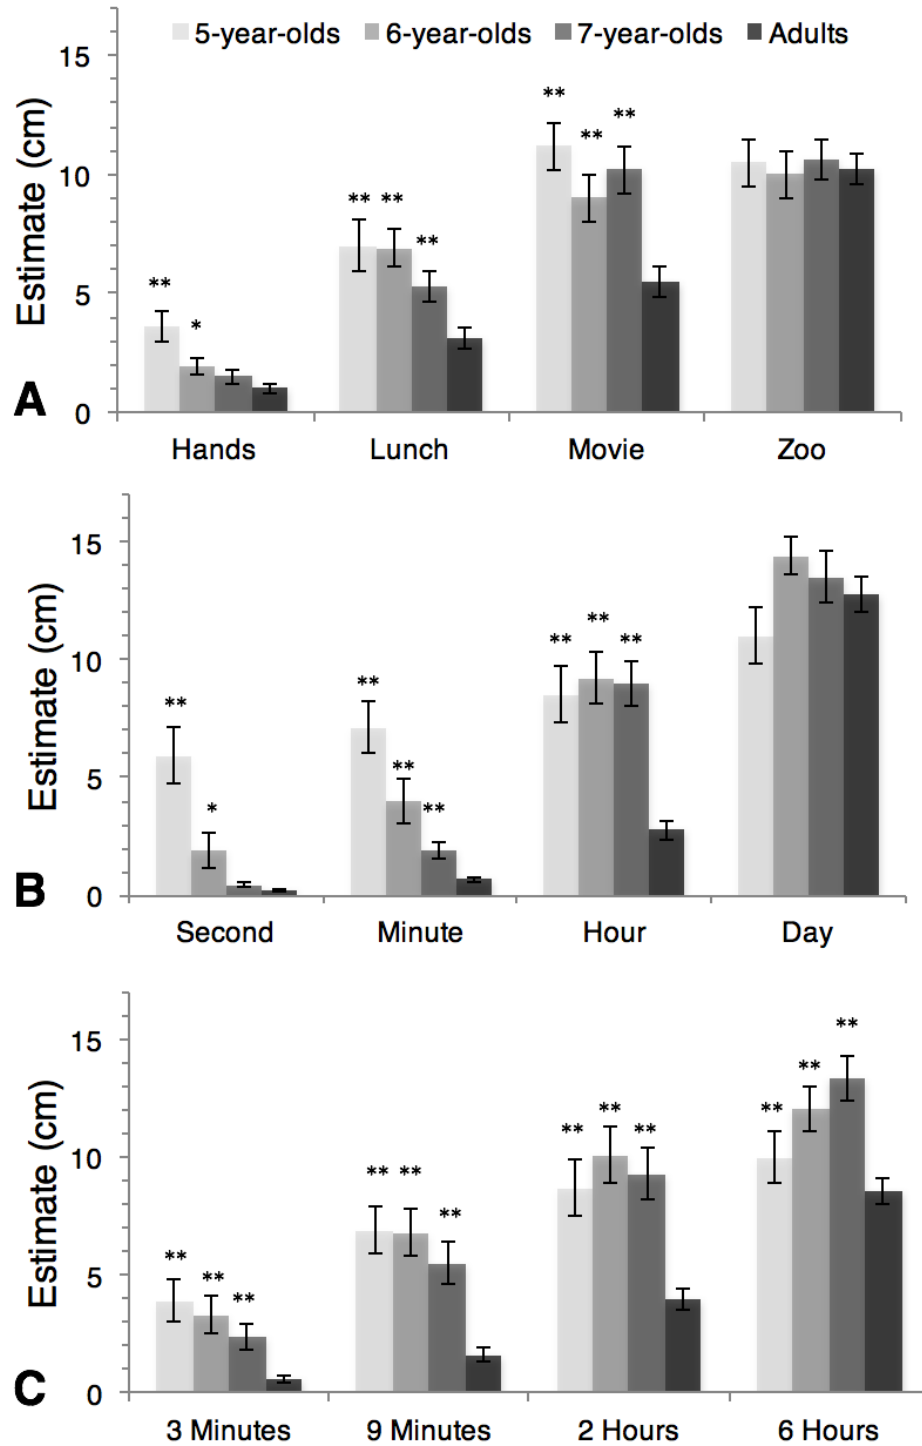 5-year-olds 6-year-olds 7-year-olds Adults
15
10
5
0
Estimate (cm)
** * ** ** ** ** ** **
A
Hands Lunch Movie Zoo
15
10
5
0
Estimate (cm)
** * ** ** ** ** ** **
B
Second Minute Hour Day
15
10
5
0
Estimate (cm)
** ** ** ** ** ** ** ** ** ** ** **
C
3 Minutes 9 Minutes 2 Hours 6 Hours